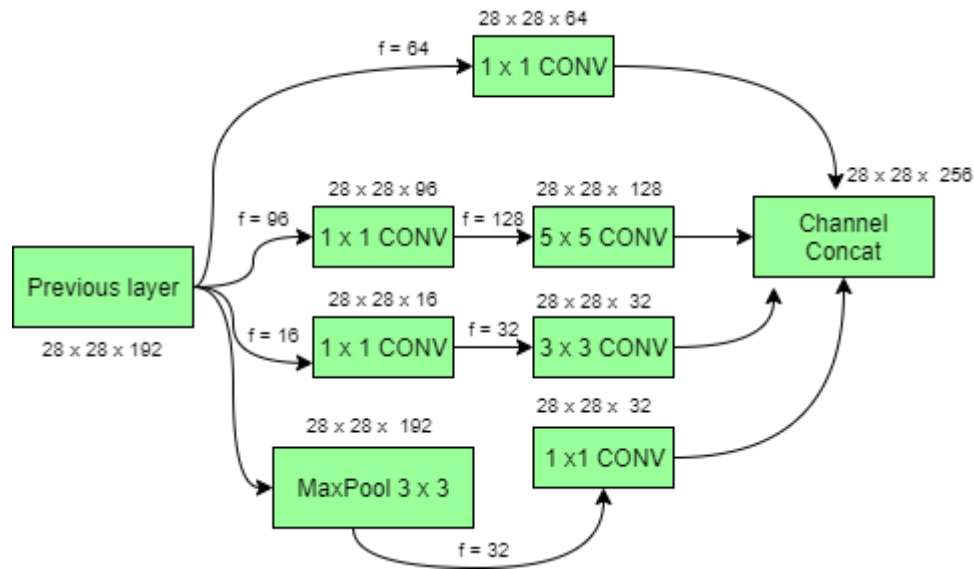 28 x 28 x 64
f = 64
1 x 1 CONV
28 x 28 x 96
28 x 28 x  128
28 x 28 x  256
f = 96
1 x 1 CONV
f = 128
5 x 5 CONV
Channel
Concat
Previous layer
28 x 28 x 192
28 x 28 x 16
28 x 28 x  32
f = 16
1 x 1 CONV
f = 32
3 x 3 CONV
28 x 28 x  192
28 x 28 x  32
MaxPool 3 x 3
1 x1 CONV
f = 32